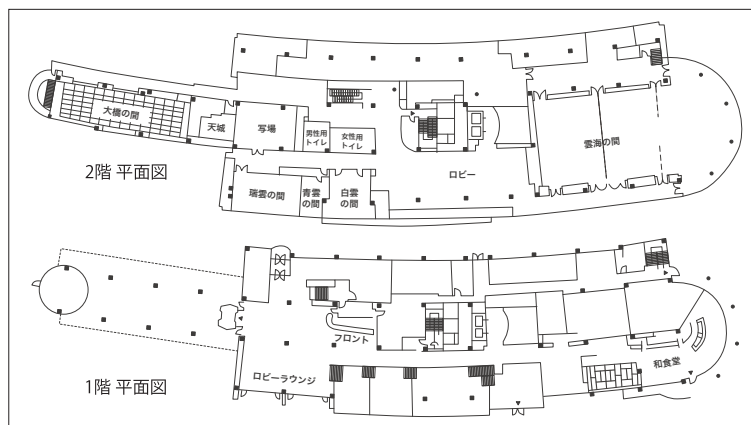 大橋の間
天城
写場
男性用
トイレ
女性用
トイレ
雲海の間
ロビー
2階 平面図
瑞雲の間
青雲
の間
白雲
の間
フロント
ロビーラウンジ
和食堂
1階 平面図